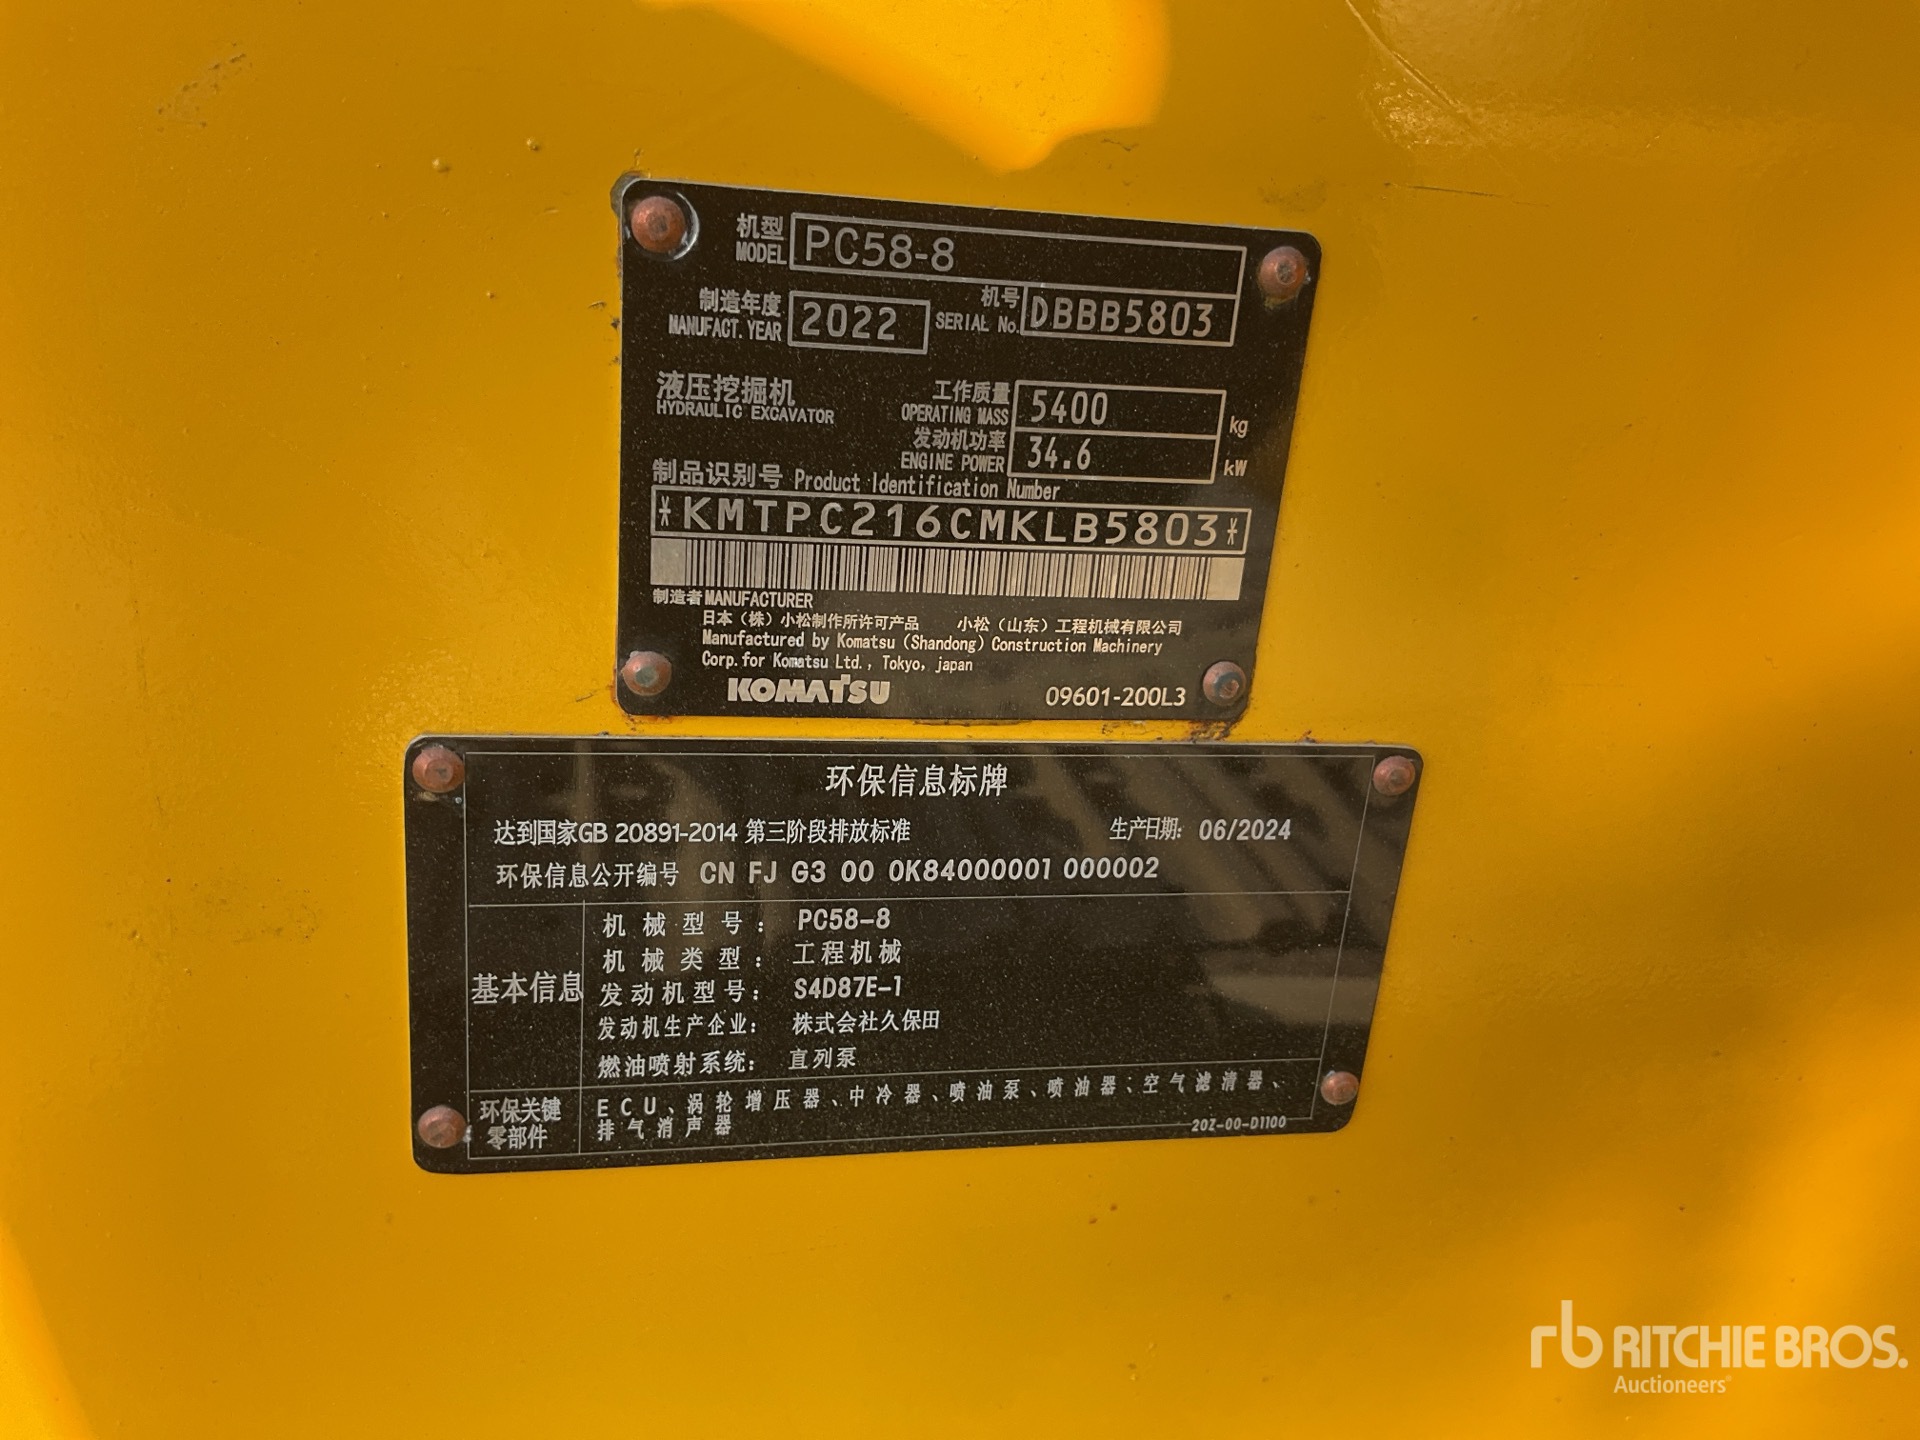 机型
MODEL PC58-8
制造年度
MANUFACT. YEAR 2022
机号
SERIAL No. DBBB5803
液压挖掘机
HYDRAULIC EXCAVATOR
工作质量
OPERATING MASS 5400 kg
发动机功率
ENGINE POWER 34.6 kW
制品识别号 Product Identification Number
*KMTPC216CMKLB5803*
制造者 MANUFACTURER
日本（株）小松制作所许可产品 小松（山东）工程机械有限公司
Manufactured by Komatsu (Shandong) Construction Machinery
Corp. for Komatsu Ltd., Tokyo, japan
KOMATSU 09601-200L3
环保信息标牌
达到国家GB 20891-2014 第三阶段排放标准 生产日期: 06/2024
环保信息公开编号 CN FJ G3 00 0K84000001 000002
基本信息
机械型号: PC58-8
机械类型: 工程机械
发动机型号: S4D87E-1
发动机生产企业: 株式会社久保田
燃油喷射系统: 直列泵
环保关键
零部件
ECU、涡轮增压器、中冷器、喷油泵、喷油器、空气滤清器、
排气消声器
20Z-00-D1100
rb RITCHIE BROS.
Auctioneers